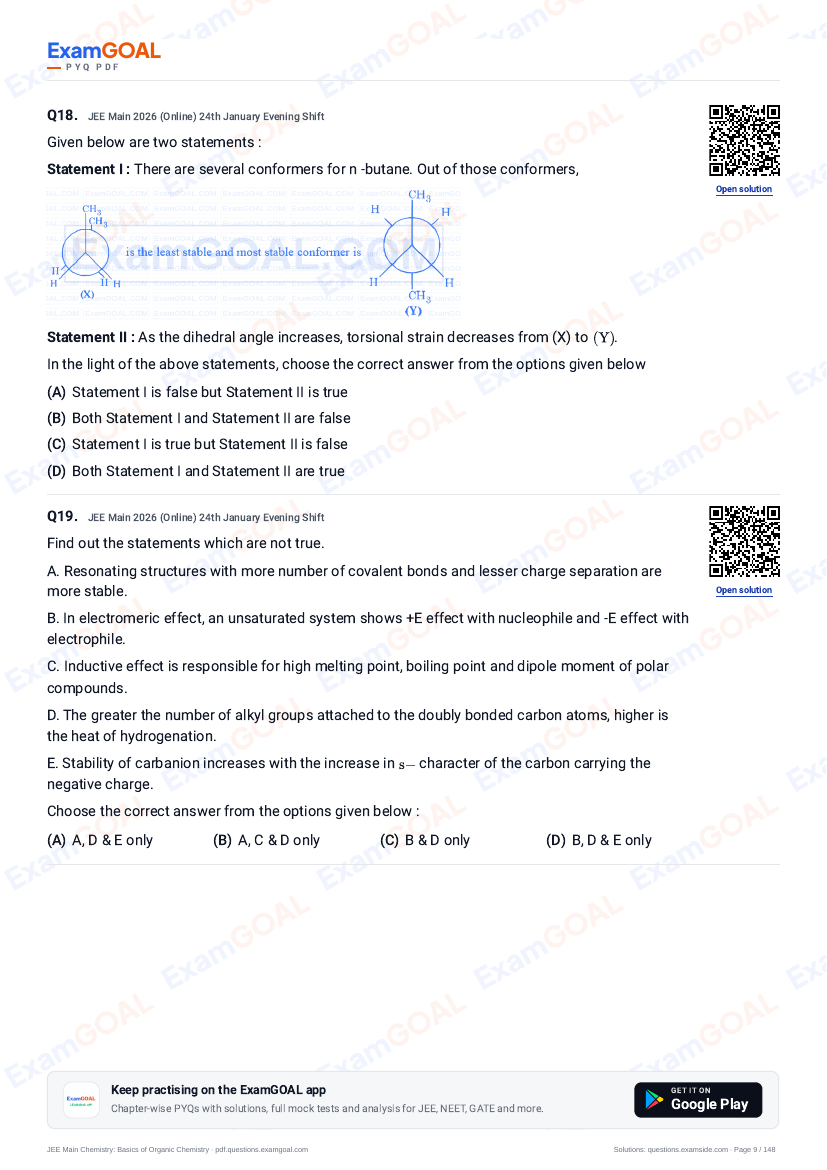 ExamGOAL
PYQ PDF
Q18. JEE Main 2026 (Online) 24th January Evening Shift
Given below are two statements :
Statement I : There are several conformers for n -butane. Out of those conformers,
Open solution
CH3
CH3
H
H
H
H
(X)
is the least stable and most stable conformer is
CH3
H
H
H
H
CH3
(Y)
Statement II : As the dihedral angle increases, torsional strain decreases from (X) to (Y).
In the light of the above statements, choose the correct answer from the options given below
(A) Statement I is false but Statement II is true
(B) Both Statement I and Statement II are false
(C) Statement I is true but Statement II is false
(D) Both Statement I and Statement II are true
Q19. JEE Main 2026 (Online) 24th January Evening Shift
Find out the statements which are not true.
Open solution
A. Resonating structures with more number of covalent bonds and lesser charge separation are
more stable.
B. In electromeric effect, an unsaturated system shows +E effect with nucleophile and -E effect with
electrophile.
C. Inductive effect is responsible for high melting point, boiling point and dipole moment of polar
compounds.
D. The greater the number of alkyl groups attached to the doubly bonded carbon atoms, higher is
the heat of hydrogenation.
E. Stability of carbanion increases with the increase in s− character of the carbon carrying the
negative charge.
Choose the correct answer from the options given below :
(A) A, D & E only (B) A, C & D only (C) B & D only (D) B, D & E only
ExamGOAL
Keep practising on the ExamGOAL app
Chapter-wise PYQs with solutions, full mock tests and analysis for JEE, NEET, GATE and more.
GET IT ON
Google Play
JEE Main Chemistry: Basics of Organic Chemistry · pdf.questions.examgoal.com
Solutions: questions.examside.com · Page 9 / 148